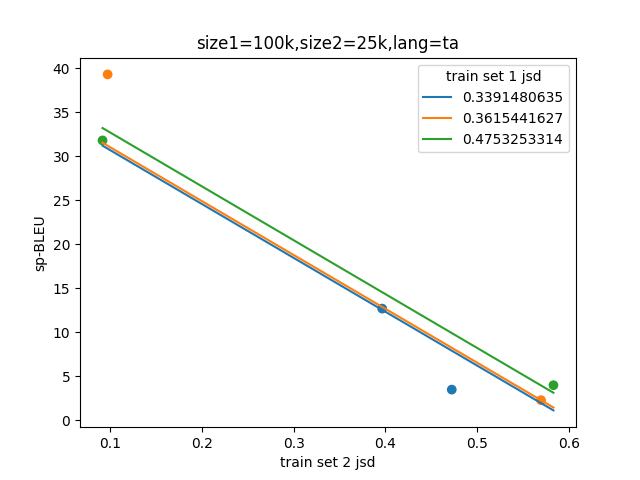 size1=100k,size2=25k,lang=ta
train set 1 jsd
0.3391480635
0.3615441627
0.4753253314
sp-BLEU
40
35
30
25
20
15
10
5
0
0.1 0.2 0.3 0.4 0.5 0.6
train set 2 jsd